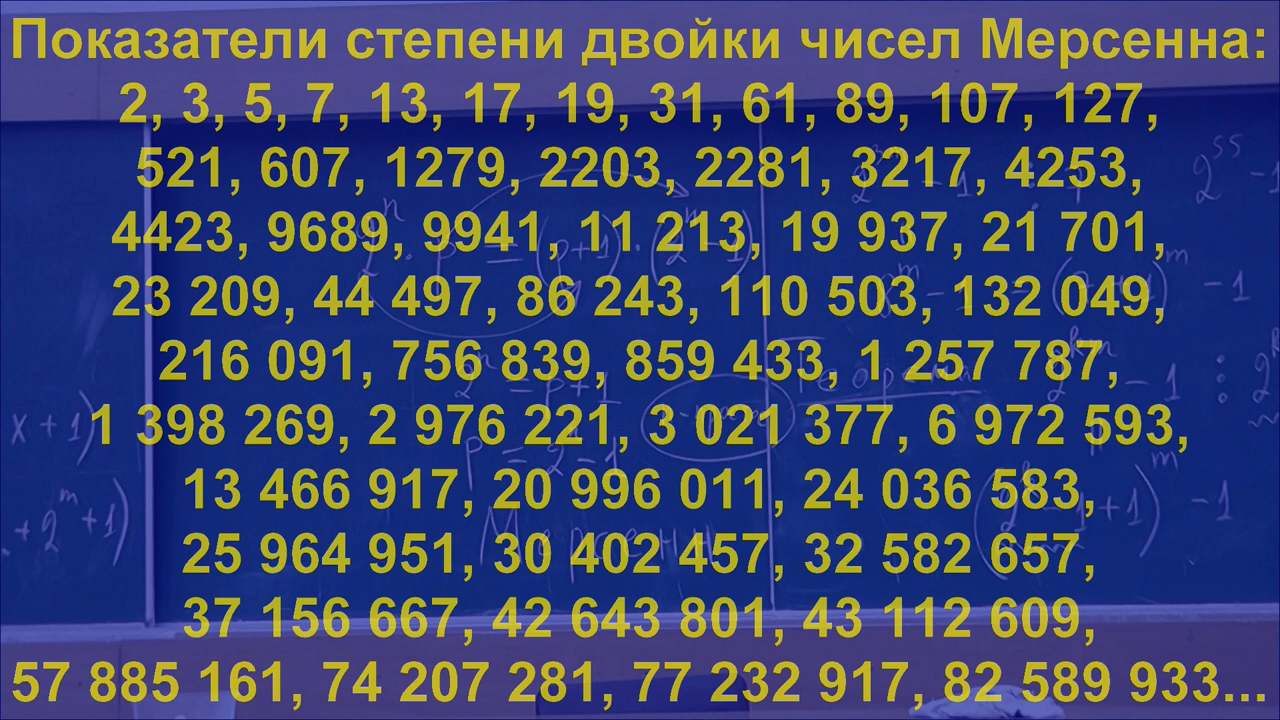 Показатели степени двойки чисел Мерсенна:
2, 3, 5, 7, 13, 17, 19, 31, 61, 89, 107, 127,
521, 607, 1279, 2203, 2281, 3217, 4253,
4423, 9689, 9941, 11 213, 19 937, 21 701,
23 209, 44 497, 86 243, 110 503, 132 049,
216 091, 756 839, 859 433, 1 257 787,
1 398 269, 2 976 221, 3 021 377, 6 972 593,
13 466 917, 20 996 011, 24 036 583,
25 964 951, 30 402 457, 32 582 657,
37 156 667, 42 643 801, 43 112 609,
57 885 161, 74 207 281, 77 232 917, 82 589 933...